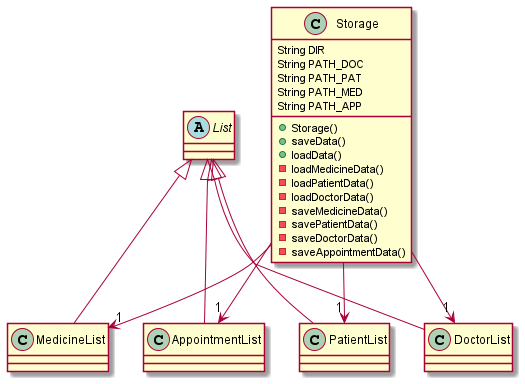 C Storage
String DIR
String PATH_DOC
String PATH_PAT
String PATH_MED
String PATH_APP
Storage()
saveData()
loadData()
loadMedicineData()
loadPatientData()
loadDoctorData()
saveMedicineData()
savePatientData()
saveDoctorData()
saveAppointmentData()
A List
1
1
1
1
C MedicineList
C AppointmentList
C PatientList
C DoctorList